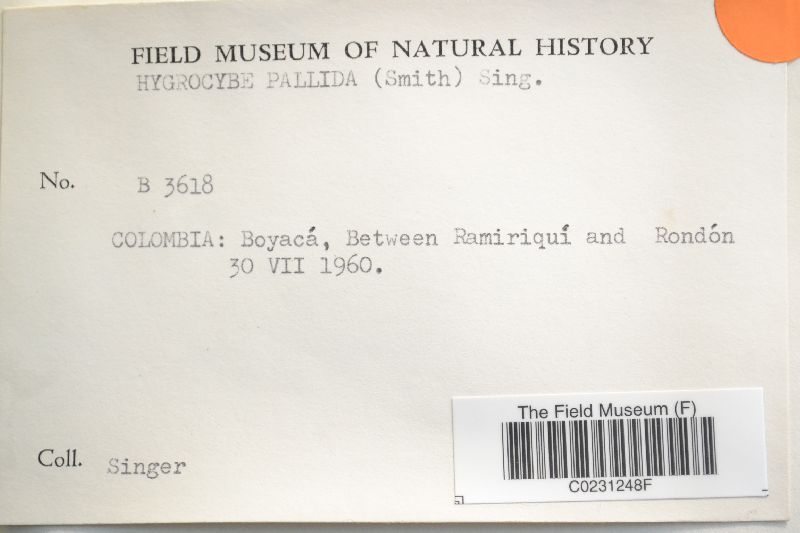 FIELD MUSEUM OF NATURAL HISTORY
HYGROCYBE PALLIDA (Smith) Sing.
No. B 3618
COLOMBIA: Boyacá, Between Ramiriquí and Rondón
30 VII 1960.
The Field Museum (F)
C0231248F
Coll. Singer